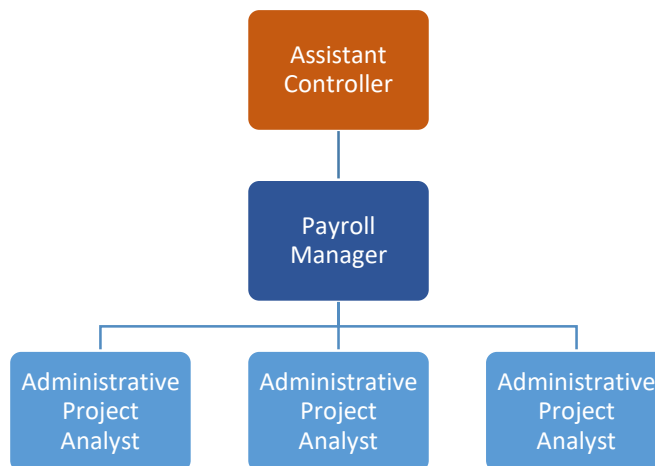 Assistant
Controller
Payroll
Manager
Administrative
Project
Analyst
Administrative
Project
Analyst
Administrative
Project
Analyst